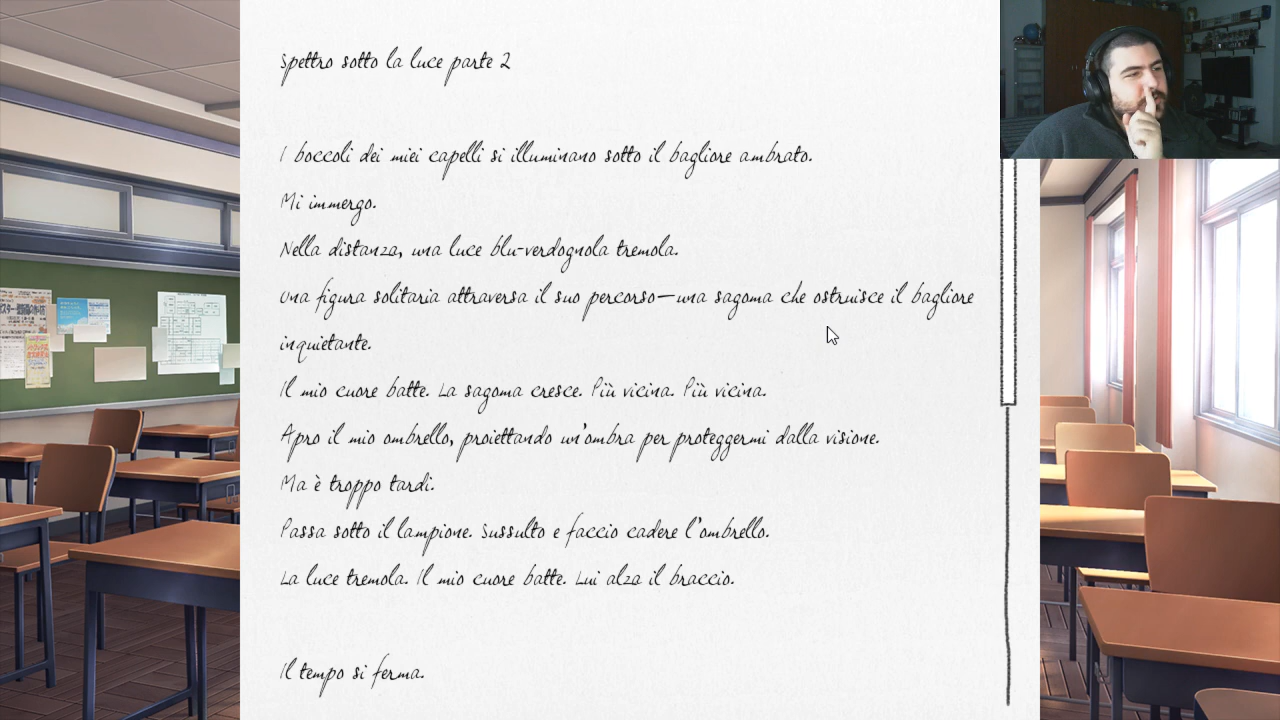 Spettro sotto la luce parte 2
I boccoli dei miei capelli si illuminano sotto il bagliore ambrato.
Mi immergo.
Nella distanza, una luce blu-verdognola tremola.
Una figura solitaria attraversa il suo percorso—una sagoma che ostruisce il bagliore
inquietante.
Il mio cuore batte. La sagoma cresce. Più vicina. Più vicina.
Apro il mio ombrello, proiettando un'ombra per proteggermi dalla visione.
Ma è troppo tardi.
Passa sotto il lampione. Sussulto e faccio cadere l'ombrello.
La luce tremola. Il mio cuore batte. Lui alza il braccio.
Il tempo si ferma.